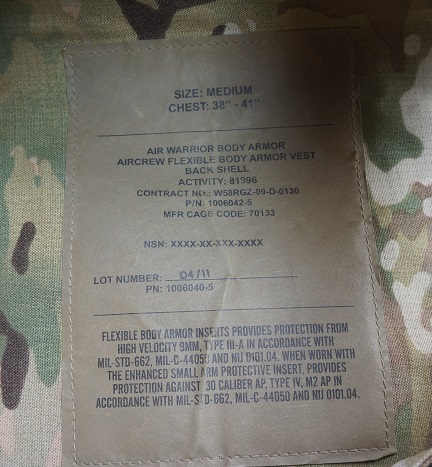 SIZE: MEDIUM
CHEST: 38" - 41"
AIR WARRIOR BODY ARMOR
AIRCREW FLEXIBLE BODY ARMOR VEST
BACK SHELL
ACTIVITY: 81996
CONTRACT NO.: W58RGZ-09-D-0130
P/N: 1006042-5
MFR CAGE CODE: 70133
NSN: XXXX-XX-XXX-XXXX
LOT NUMBER: 04/11
PN: 1006040-5
FLEXIBLE BODY ARMOR INSERTS PROVIDES PROTECTION FROM
HIGH VELOCITY 9MM, TYPE III-A IN ACCORDANCE WITH
MIL-STD-662, MIL-C-44050 AND NIJ 0101.04. WHEN WORN WITH
THE ENHANCED SMALL ARM PROTECTIVE INSERT, PROVIDES
PROTECTION AGAINST .30 CALIBER AP, TYPE IV, M2 AP IN
ACCORDANCE WITH MIL-STD-662, MIL-C-44050 AND NIJ 0101.04.